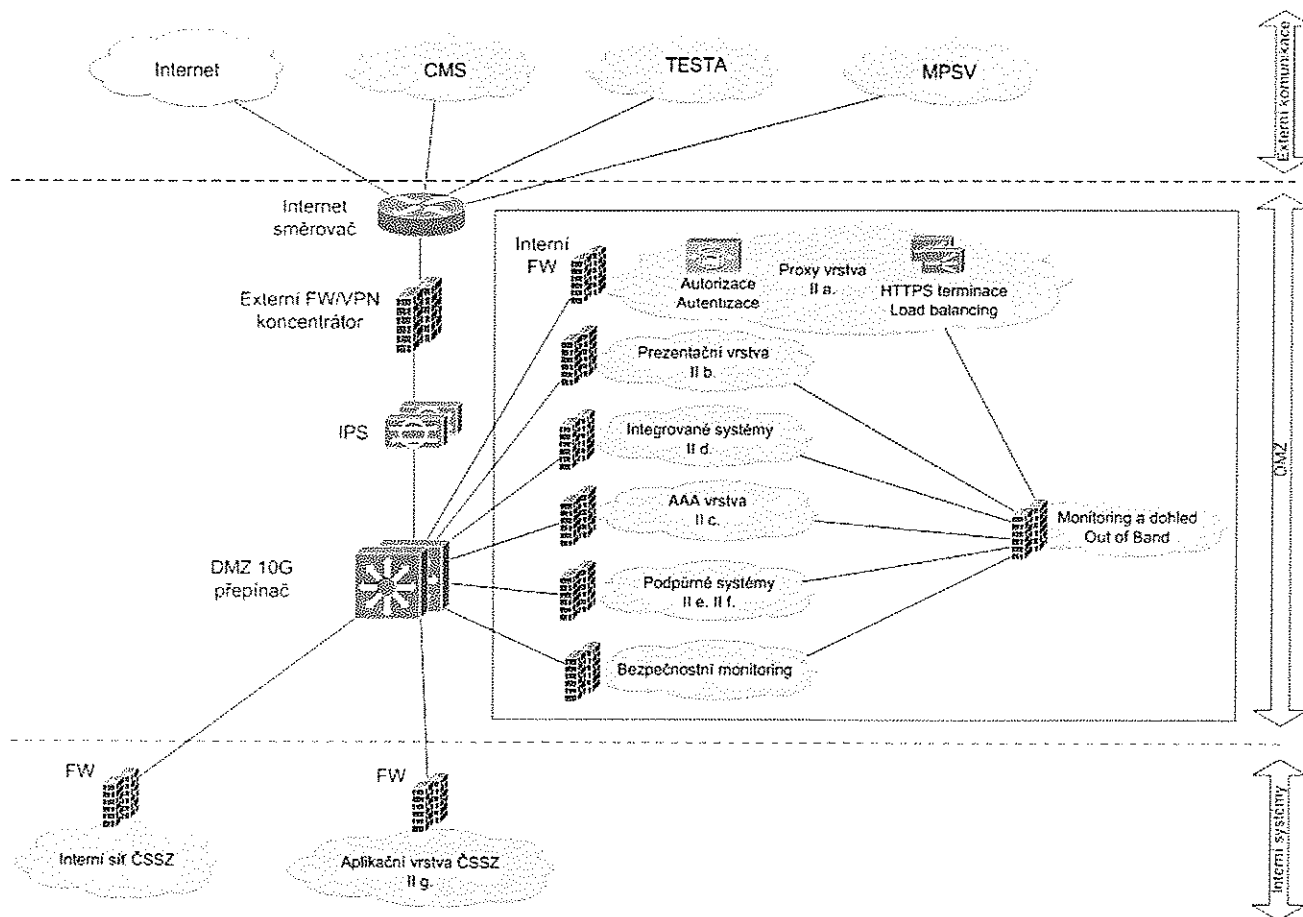 Internet
CMS
TESTA
MPSV
Externí komunikace
Internet
směrovač
Interní
FW
Autorizace
Autentizace
Proxy vrstva
II a.
HTTPS terminace
Load balancing
Externí FW/VPN
koncentrátor
Prezentační vrstva
II b.
IPS
Integrované systémy
II d.
DMZ
AAA vrstva
II c.
Monitoring a dohled
Out of Band
DMZ 10G
přepínač
Podpůrné systémy
II e. II f.
Bezpečnostní monitoring
FW
FW
Interní systémy
Interní síť ČSSZ
Aplikační vrstva ČSSZ
II g.